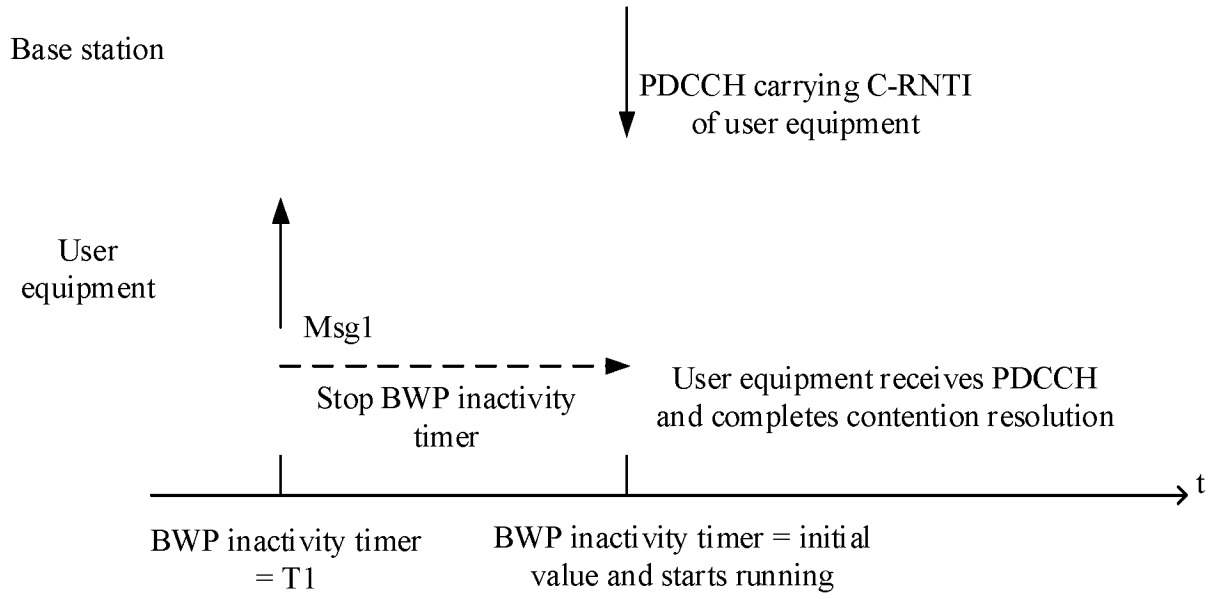 Base station
PDCCH carrying C-RNTI
of user equipment
User
equipment
Msg1
Stop BWP inactivity
timer
User equipment receives PDCCH
and completes contention resolution
t
BWP inactivity timer
= T1
BWP inactivity timer = initial
value and starts running